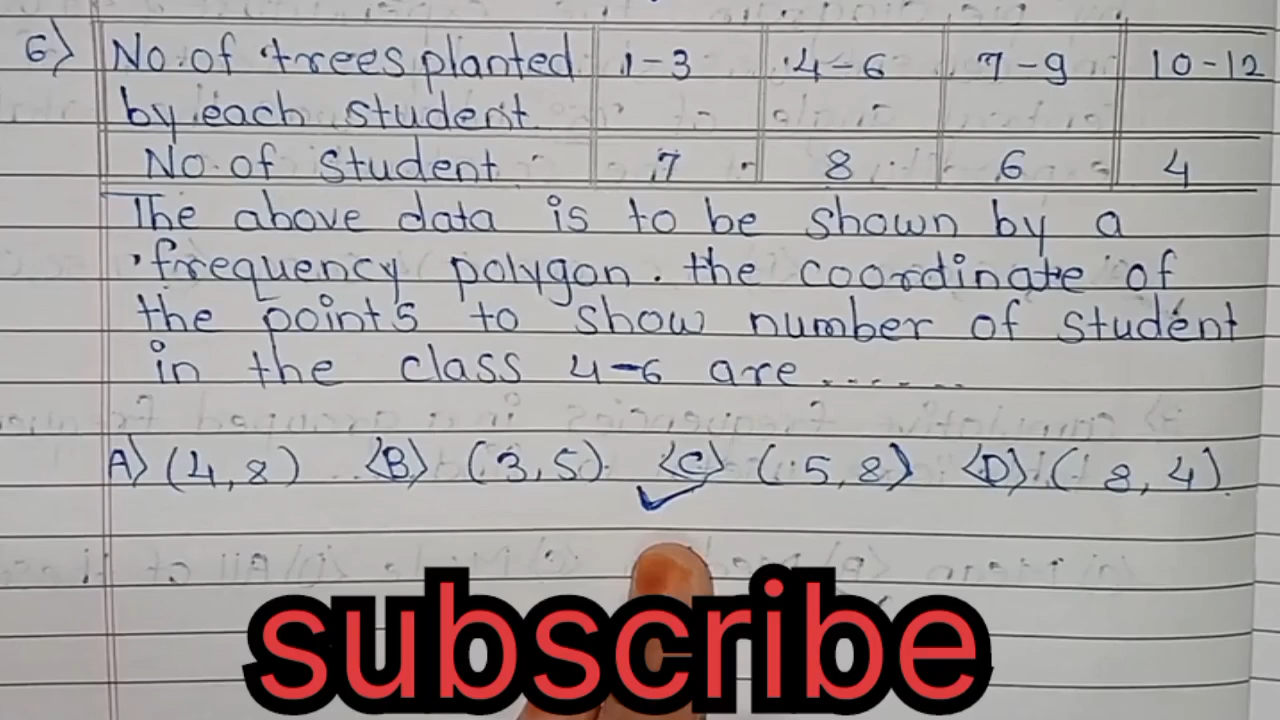 6) No. of trees planted 1-3 4-6 7-9 10-12
by each student
No. of student 7 8 6 4
The above data is to be shown by a
frequency polygon. the coordinate of
the points to show number of student
in the class 4-6 are......
A) (4,8) (B) (3,5) (C) (5,8) (D) (8,4)
subscribe